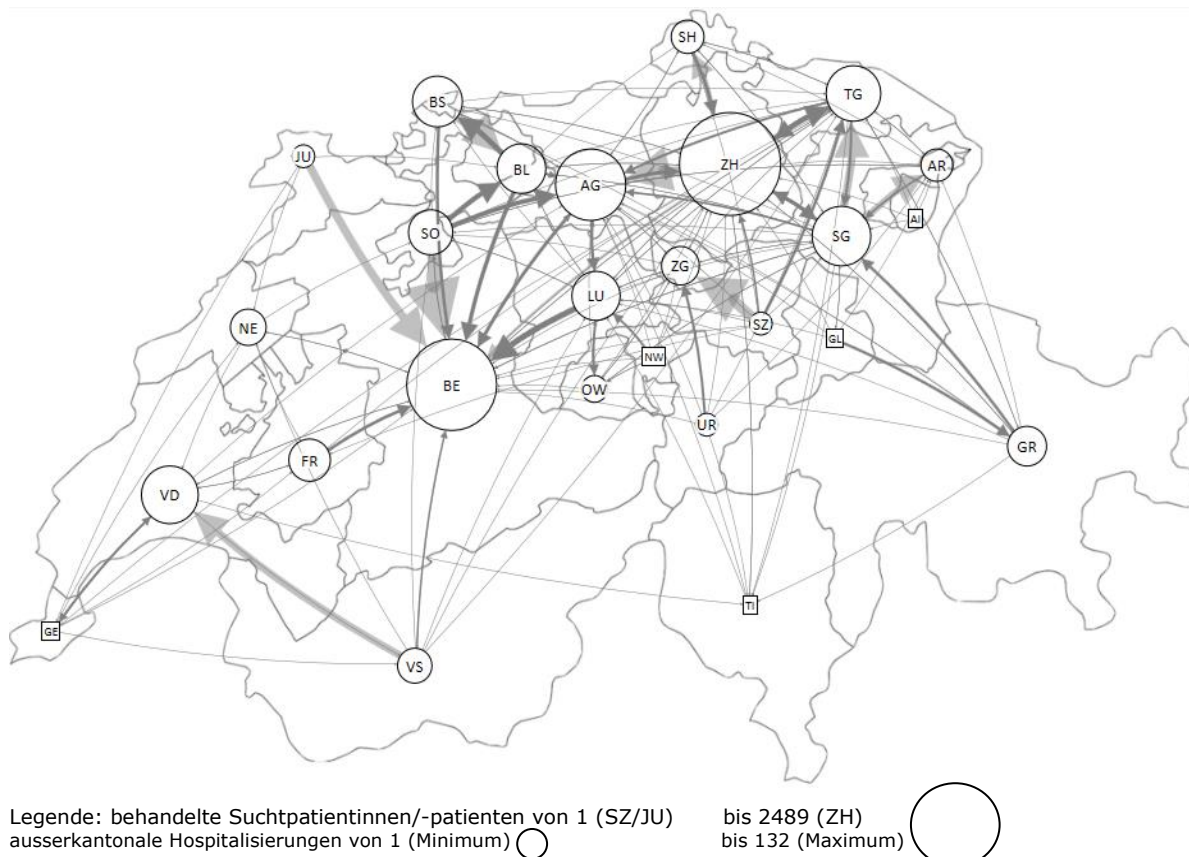 SH
BS
TG
JU
BL
AG
ZH
AR
AI
SO
SG
ZG
LU
NE
SZ
GL
NW
BE
OW
UR
FR
GR
VD
TI
GE
VS
Legende: behandelte Suchtpatientinnen/-patienten von 1 (SZ/JU) bis 2489 (ZH)
ausserkantonale Hospitalisierungen von 1 (Minimum) bis 132 (Maximum)